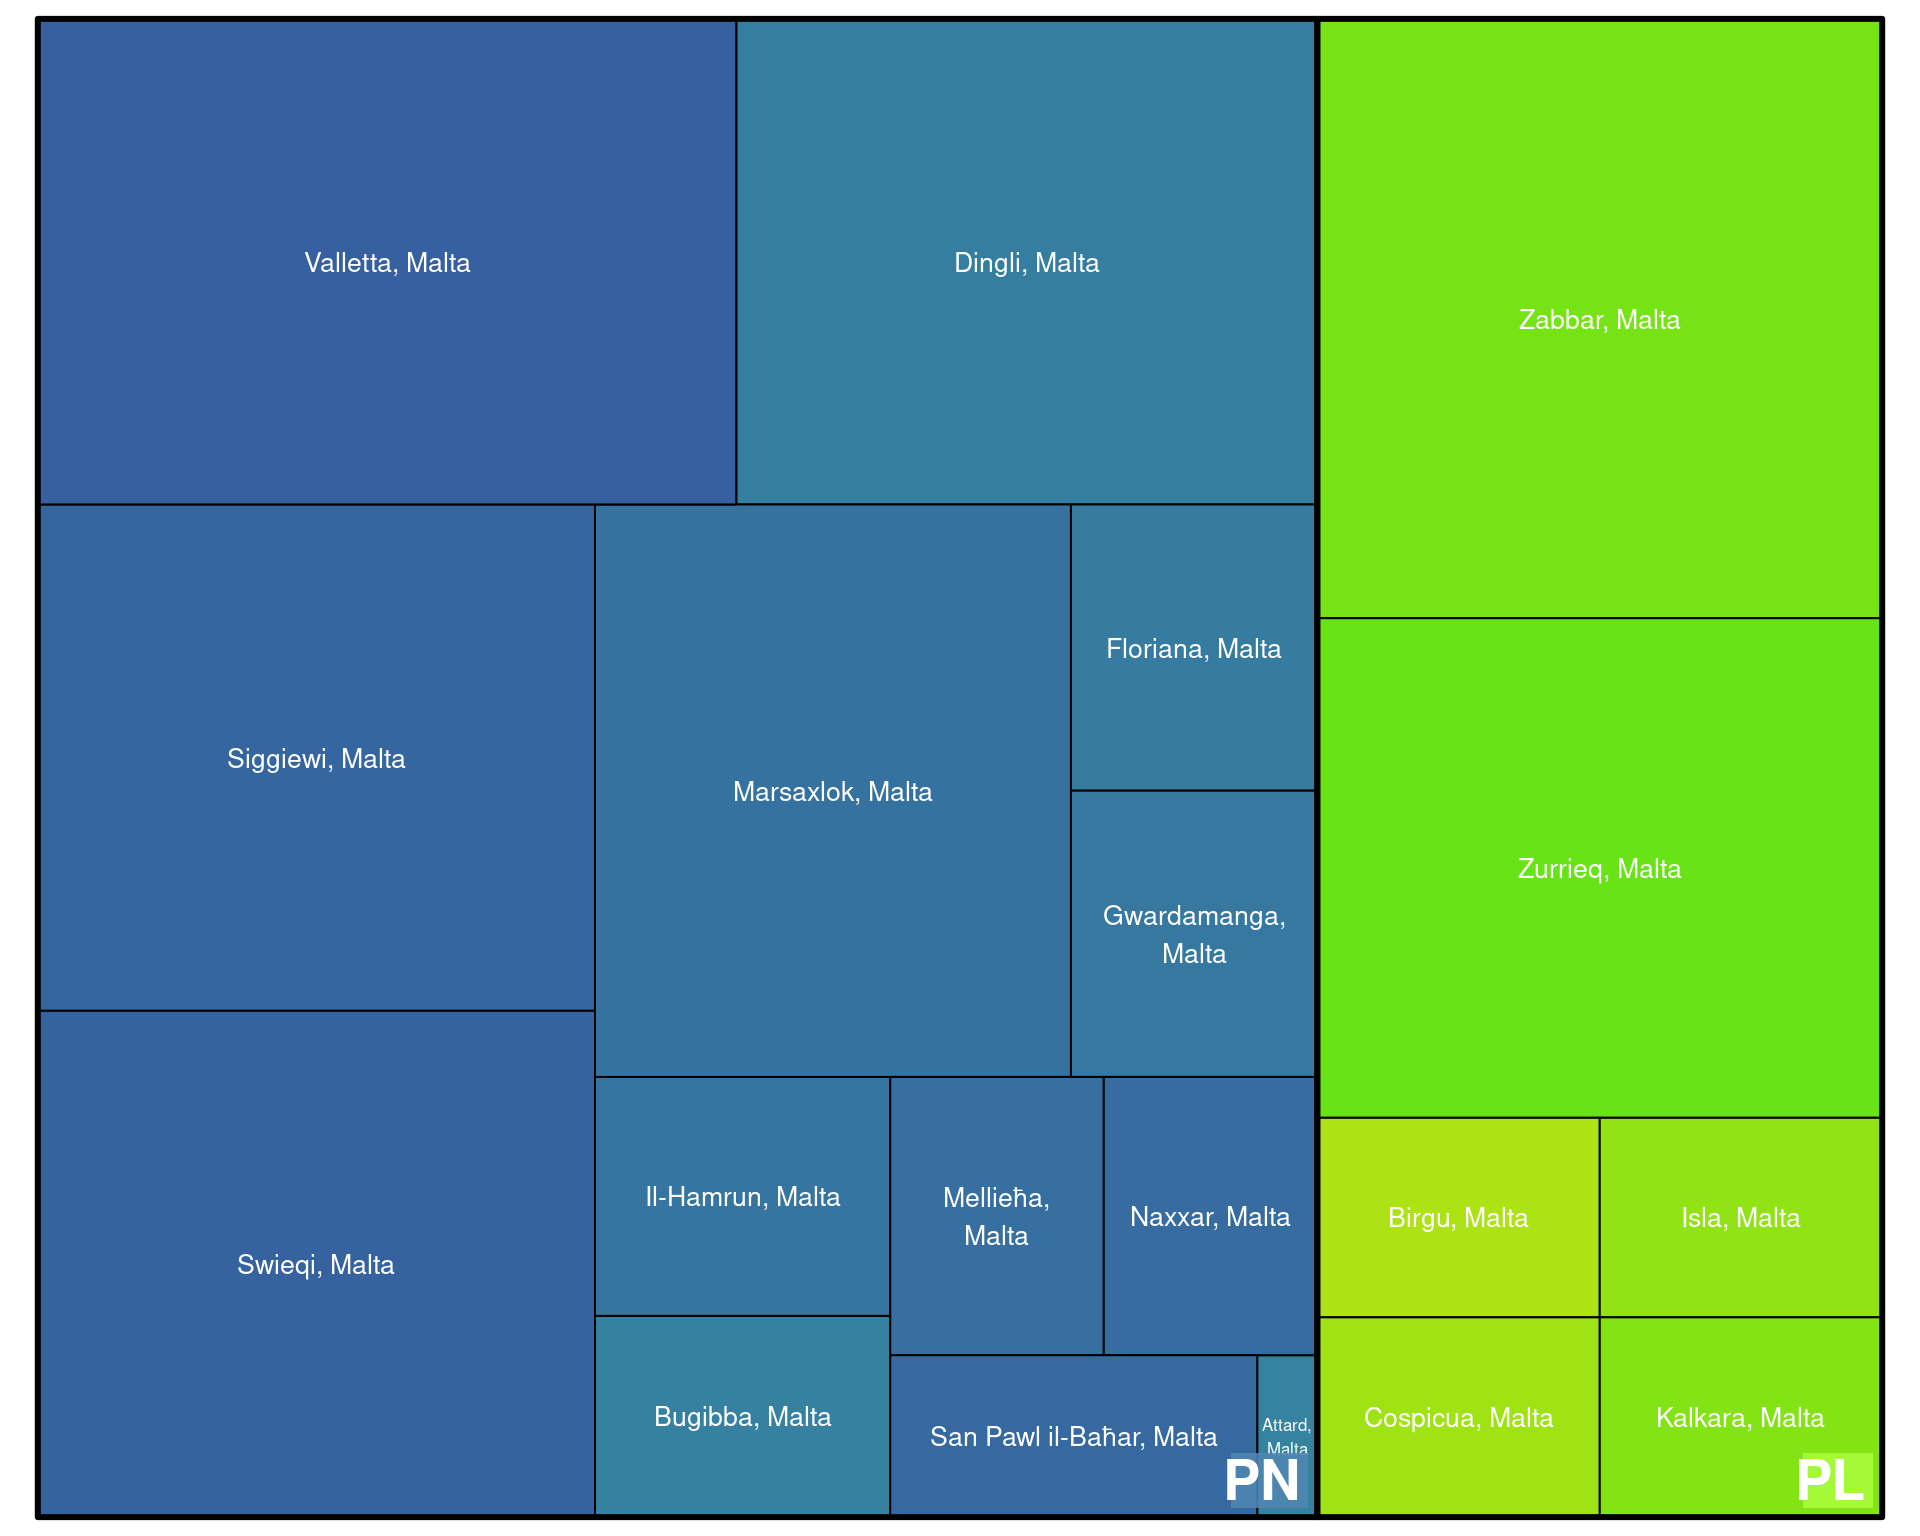 Valletta, Malta
Dingli, Malta
Zabbar, Malta
Siggiewi, Malta
Marsaxlok, Malta
Floriana, Malta
Gwardamanga,
Malta
Zurrieq, Malta
Swieqi, Malta
Il-Hamrun, Malta
Mellieħa,
Malta
Naxxar, Malta
Bugibba, Malta
San Pawl il-Baħar, Malta
Attard,
Malta
PN
Birgu, Malta
Isla, Malta
Cospicua, Malta
Kalkara, Malta
PL